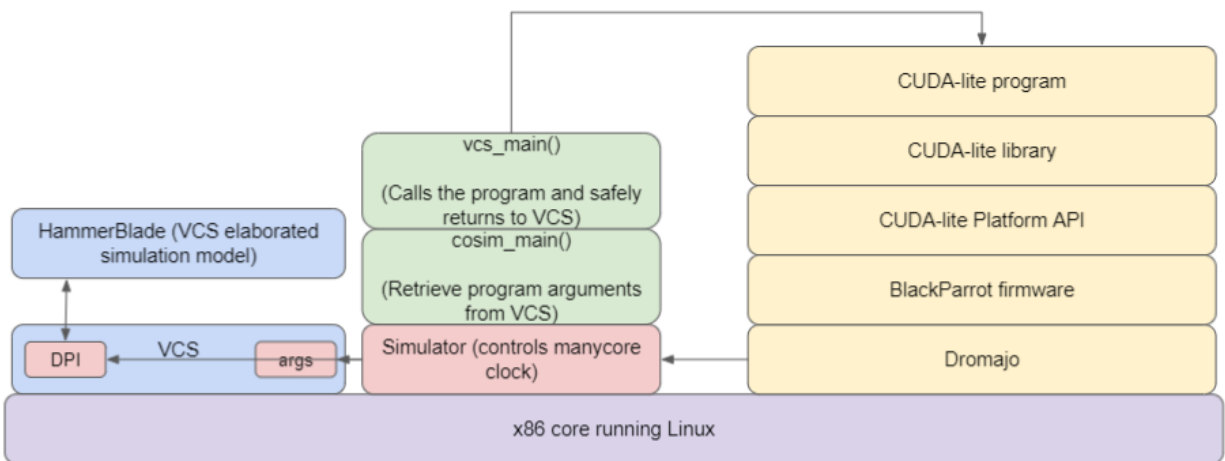 HammerBlade (VCS elaborated
simulation model)
DPI
VCS
args
vcs_main()
(Calls the program and safely
returns to VCS)
cosim_main()
(Retrieve program arguments
from VCS)
Simulator (controls manycore
clock)
CUDA-lite program
CUDA-lite library
CUDA-lite Platform API
BlackParrot firmware
Dromajo
x86 core running Linux